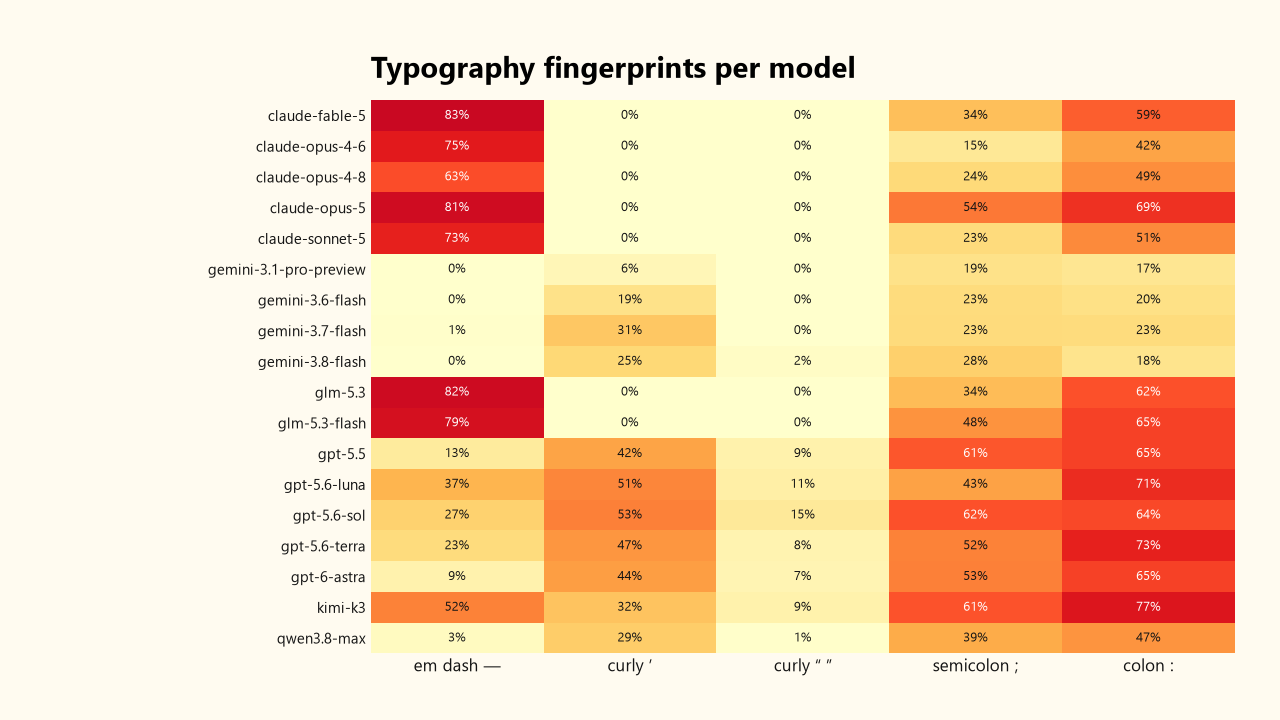 Typography fingerprints per model
claude-fable-5 83% 0% 0% 34% 59%
claude-opus-4-6 75% 0% 0% 15% 42%
claude-opus-4-8 63% 0% 0% 24% 49%
claude-opus-5 81% 0% 0% 54% 69%
claude-sonnet-5 73% 0% 0% 23% 51%
gemini-3.1-pro-preview 0% 6% 0% 19% 17%
gemini-3.6-flash 0% 19% 0% 23% 20%
gemini-3.7-flash 1% 31% 0% 23% 23%
gemini-3.8-flash 0% 25% 2% 28% 18%
glm-5.3 82% 0% 0% 34% 62%
glm-5.3-flash 79% 0% 0% 48% 65%
gpt-5.5 13% 42% 9% 61% 65%
gpt-5.6-luna 37% 51% 11% 43% 71%
gpt-5.6-sol 27% 53% 15% 62% 64%
gpt-5.6-terra 23% 47% 8% 52% 73%
gpt-6-astra 9% 44% 7% 53% 65%
kimi-k3 52% 32% 9% 61% 77%
qwen3.8-max 3% 29% 1% 39% 47%
em dash — curly ’ curly “ ” semicolon ; colon :